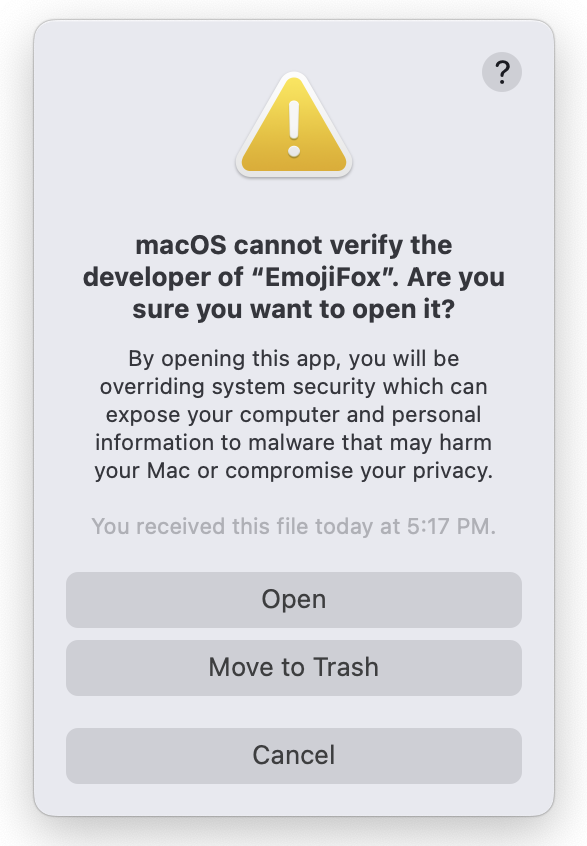 ?
macOS cannot verify the
developer of “EmojiFox”. Are you
sure you want to open it?
By opening this app, you will be
overriding system security which can
expose your computer and personal
information to malware that may harm
your Mac or compromise your privacy.
You received this file today at 5:17 PM.
Open
Move to Trash
Cancel